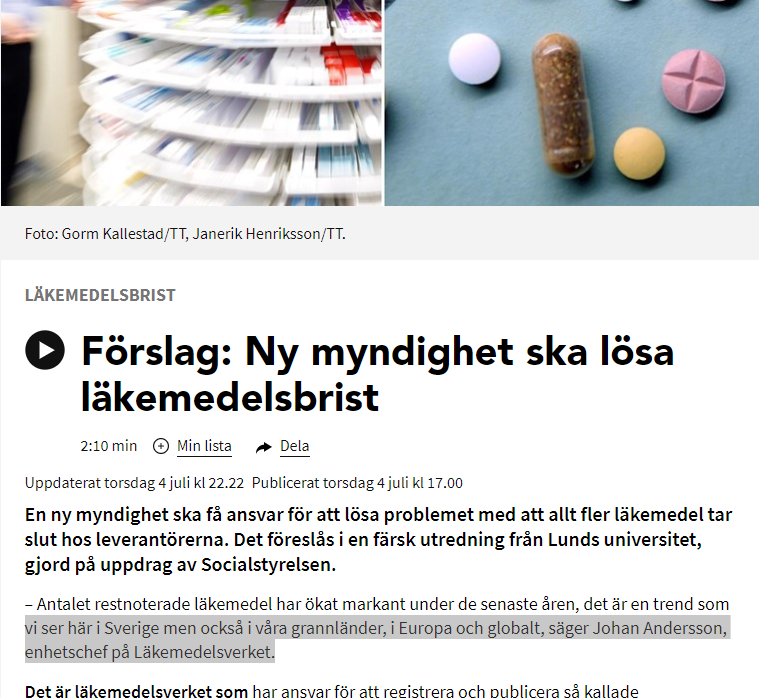 Foto: Gorm Kallestad/TT, Janerik Henriksson/TT.
LÄKEMEDELSBRIST
Förslag: Ny myndighet ska lösa
läkemedelsbrist
2:10 min Min lista Dela
Uppdaterat torsdag 4 juli kl 22.22 Publicerat torsdag 4 juli kl 17.00
En ny myndighet ska få ansvar för att lösa problemet med att allt fler läkemedel tar
slut hos leverantörerna. Det föreslås i en färsk utredning från Lunds universitet,
gjord på uppdrag av Socialstyrelsen.
– Antalet restnoterade läkemedel har ökat markant under de senaste åren, det är en trend som
vi ser här i Sverige men också i våra grannländer, i Europa och globalt, säger Johan Andersson,
enhetschef på Läkemedelsverket.
Det är läkemedelsverket som har ansvar för att registrera och publicera så kallade